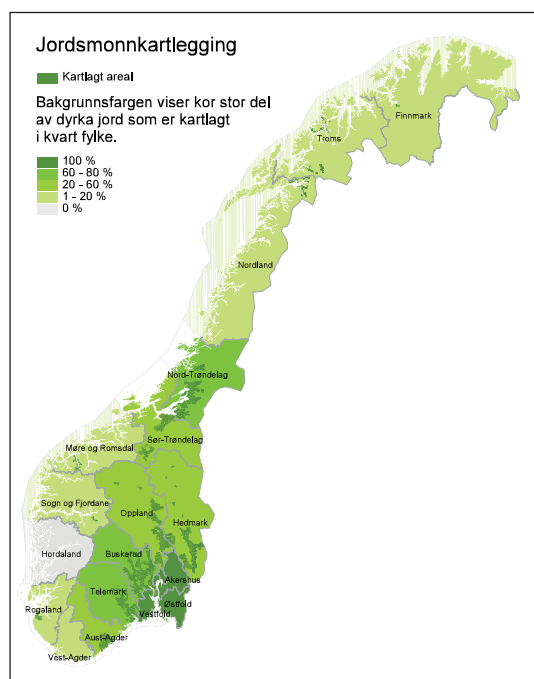 Jordsmonnkartlegging
Kartlagt areal
Bakgrunnsfargen viser kor stor del
av dyrka jord som er kartlagt
i kvart fylke.
100 %
60 - 80 %
20 - 60 %
1 - 20 %
0 %
Finnmark
Troms
Nordland
Nord-Trøndelag
Sør-Trøndelag
Møre og Romsdal
Sogn og Fjordane
Oppland
Hedmark
Hordaland
Buskerud
Akershus
Telemark
Østfold
Vestfold
Rogaland
Aust-Agder
Vest-Agder